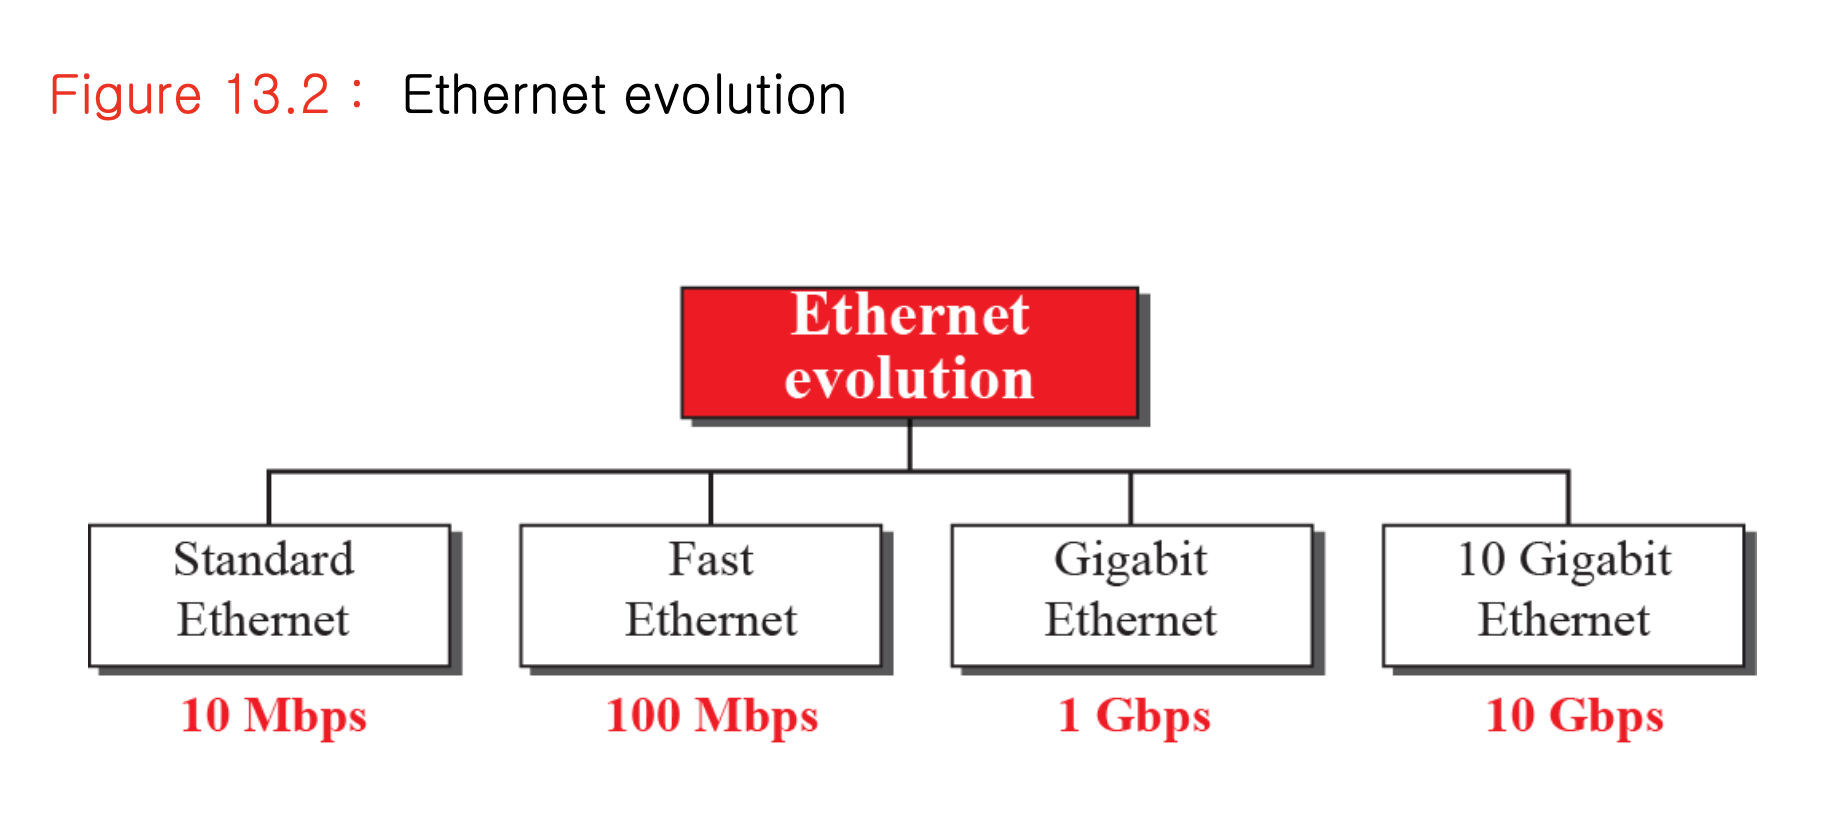 Figure 13.2 : Ethernet evolution
Ethernet
evolution
Standard
Ethernet
10 Mbps
Fast
Ethernet
100 Mbps
Gigabit
Ethernet
1 Gbps
10 Gigabit
Ethernet
10 Gbps